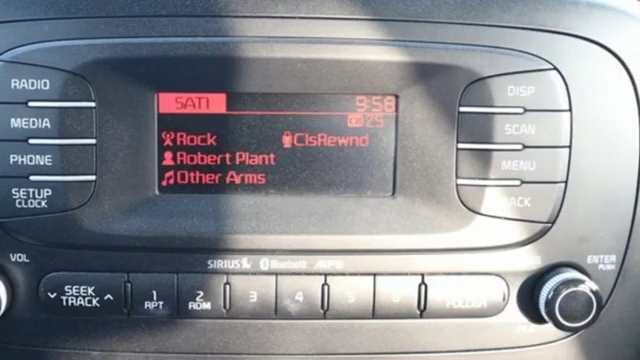 RADIO
MEDIA
PHONE
SETUP
CLOCK
SAT1 9:58
25
Rock ClsRewnd
Robert Plant
Other Arms
DISP
SCAN
MENU
BACK
VOL
SIRIUS Bluetooth MP3
ENTER
PUSH
SEEK
TRACK
1
RPT
2
RDM
3
4
5
6
FOLDER